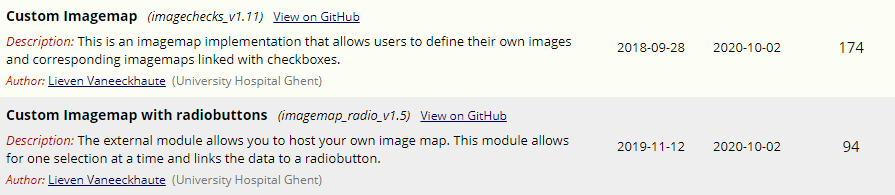 Custom Imagemap (imagechecks_v1.11) View on GitHub
Description: This is an imagemap implementation that allows users to define their own images
and corresponding imagemaps linked with checkboxes.
2018-09-28 2020-10-02 174
Author: Lieven Vaneeckhaute (University Hospital Ghent)
Custom Imagemap with radiobuttons (imagemap_radio_v1.5) View on GitHub
Description: The external module allows you to host your own image map. This module allows
for one selection at a time and links the data to a radiobutton.
2019-11-12 2020-10-02 94
Author: Lieven Vaneeckhaute (University Hospital Ghent)